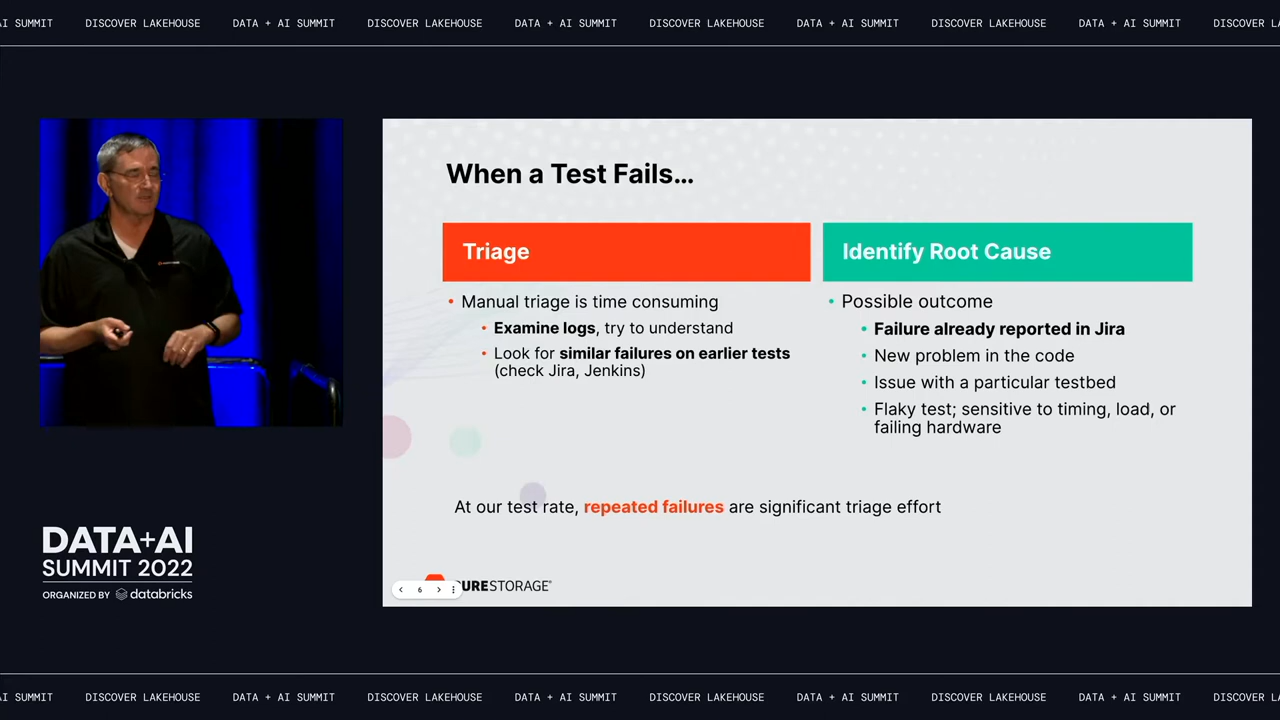 AI SUMMIT DISCOVER LAKEHOUSE DATA + AI SUMMIT DISCOVER LAKEHOUSE DATA + AI SUMMIT DISCOVER LAKEHOUSE DATA + AI SUMMIT DISCOVER LAKEHOUSE DATA + AI SUMMIT DISCOVER L
When a Test Fails...
Triage
• Manual triage is time consuming
• Examine logs, try to understand
• Look for similar failures on earlier tests
(check Jira, Jenkins)
Identify Root Cause
• Possible outcome
• Failure already reported in Jira
• New problem in the code
• Issue with a particular testbed
• Flaky test; sensitive to timing, load, or
failing hardware
At our test rate, repeated failures are significant triage effort
URESTORAGE®
6
DATA+AI
SUMMIT 2022
ORGANIZED BY databricks
AI SUMMIT DISCOVER LAKEHOUSE DATA + AI SUMMIT DISCOVER LAKEHOUSE DATA + AI SUMMIT DISCOVER LAKEHOUSE DATA + AI SUMMIT DISCOVER LAKEHOUSE DATA + AI SUMMIT DISCOVER L